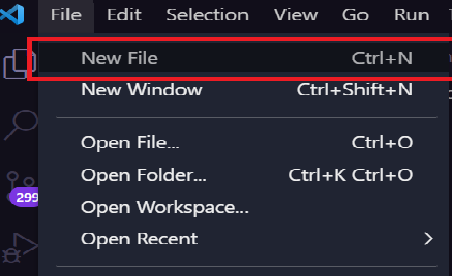 File Edit Selection View Go Run
New File Ctrl+N
New Window Ctrl+Shift+N
Open File... Ctrl+O
Open Folder... Ctrl+K Ctrl+O
Open Workspace...
299
Open Recent